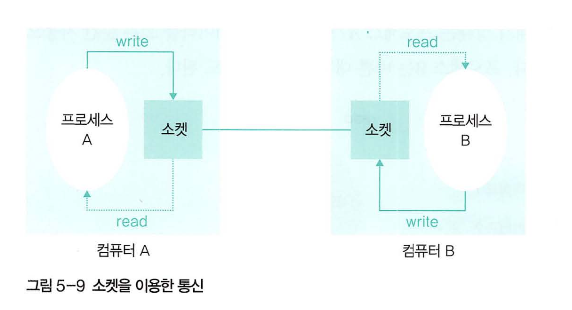 write
read
프로세스
A
소켓
소켓
프로세스
B
read
write
컴퓨터 A
컴퓨터 B
그림 5-9 소켓을 이용한 통신